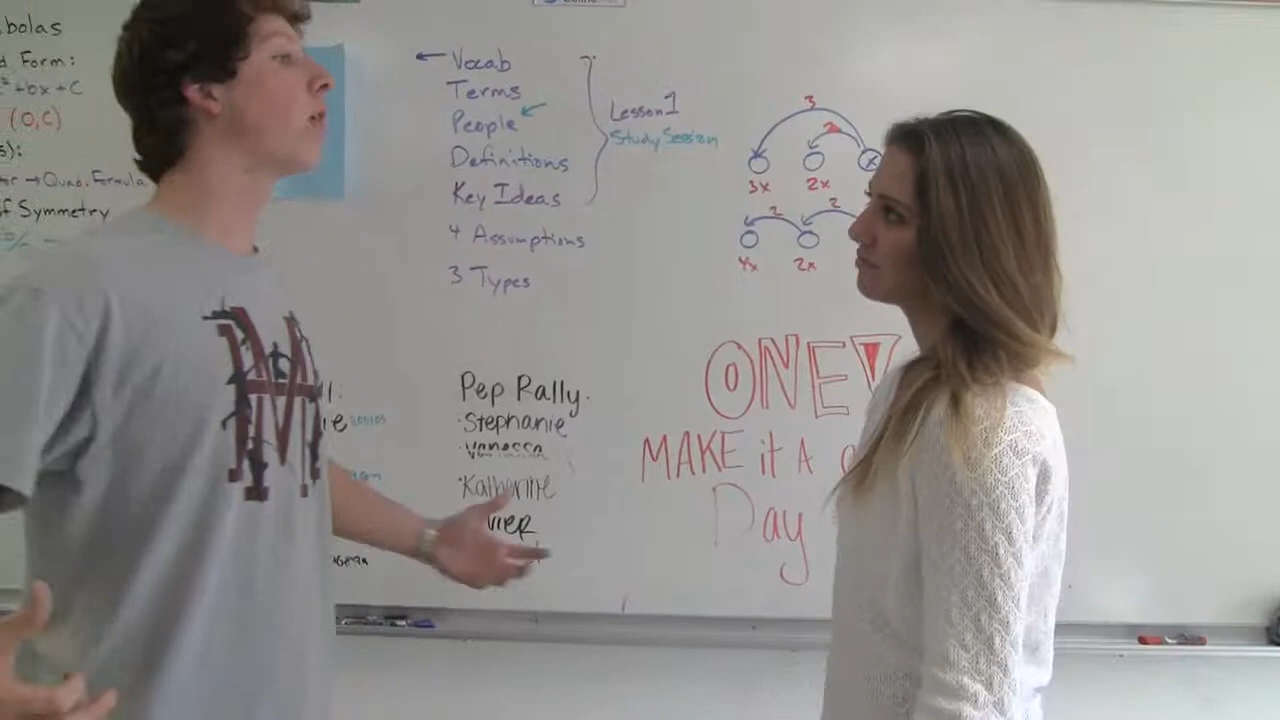 bolas
d Form:
²+bx+c
(0,C)
s):
→Quad. Formula
of Symmetry
← Vocab
Terms
People
Definitions
Key Ideas
4 Assumptions
3 Types
Lesson 1
Study Session
3
2
x
3x 2x
2 2
4x 2x
M
Pep Rally.
·Stephanie
·Vanessa
·Katherine
ONE
MAKE it A
Day